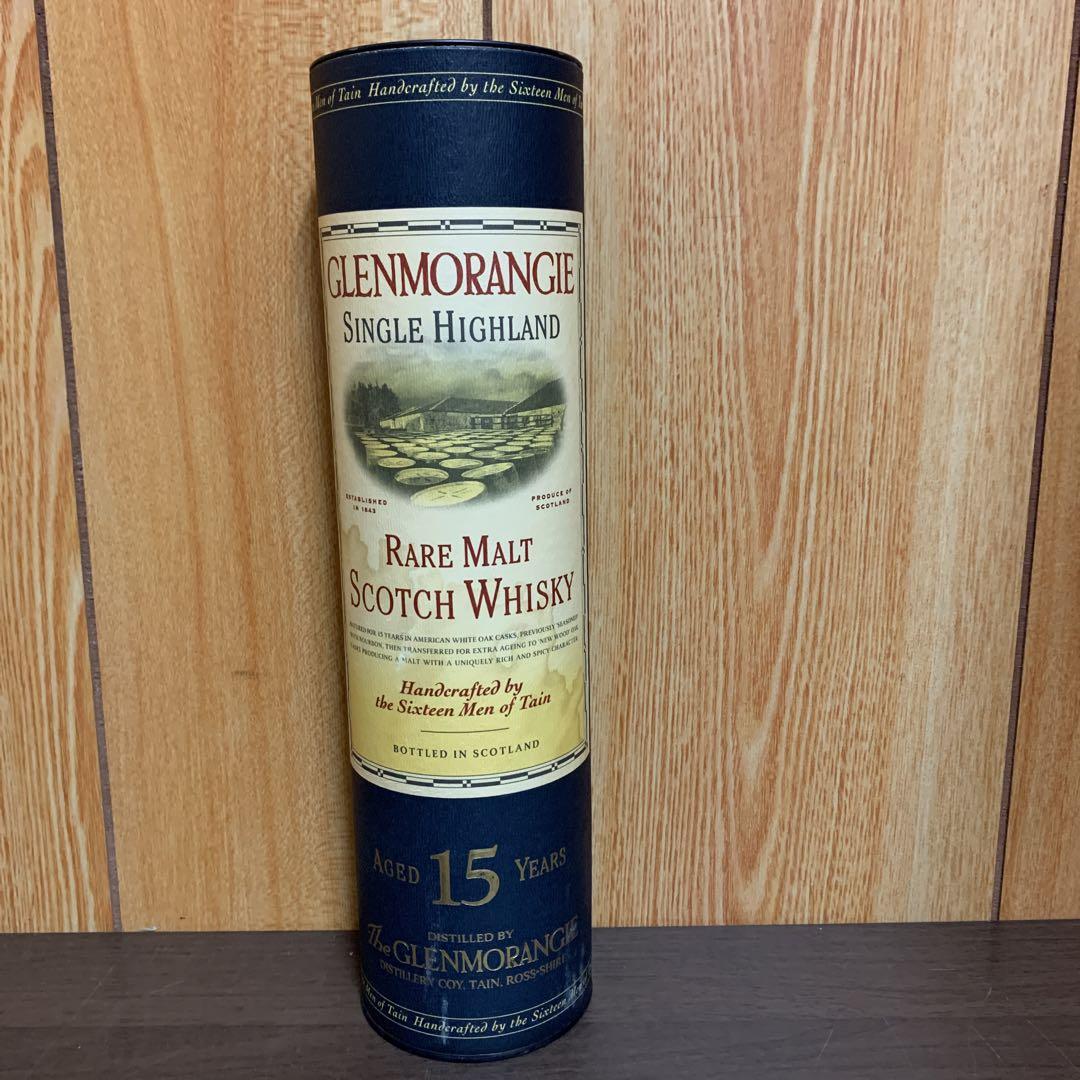 Men of Tain Handcrafted by the Sixteen Men of
GLENMORANGIE
SINGLE HIGHLAND
ESTABLISHED
IN 1843
PRODUCE OF
SCOTLAND
RARE MALT
SCOTCH WHISKY
MATURED FOR 15 YEARS IN AMERICAN WHITE OAK CASKS, PREVIOUSLY 'SEASONED'
WITH BOURBON, THEN TRANSFERRED FOR EXTRA AGEING TO 'NEW WOOD' OAK
CASKS PRODUCING A MALT WITH A UNIQUELY RICH AND SPICY CHARACTER
Handcrafted by
the Sixteen Men of Tain
BOTTLED IN SCOTLAND
AGED 15 YEARS
DISTILLED BY
The GLENMORANGIE
DISTILLERY COY, TAIN, ROSS-SHIRE
Men of Tain Handcrafted by the Sixteen Men